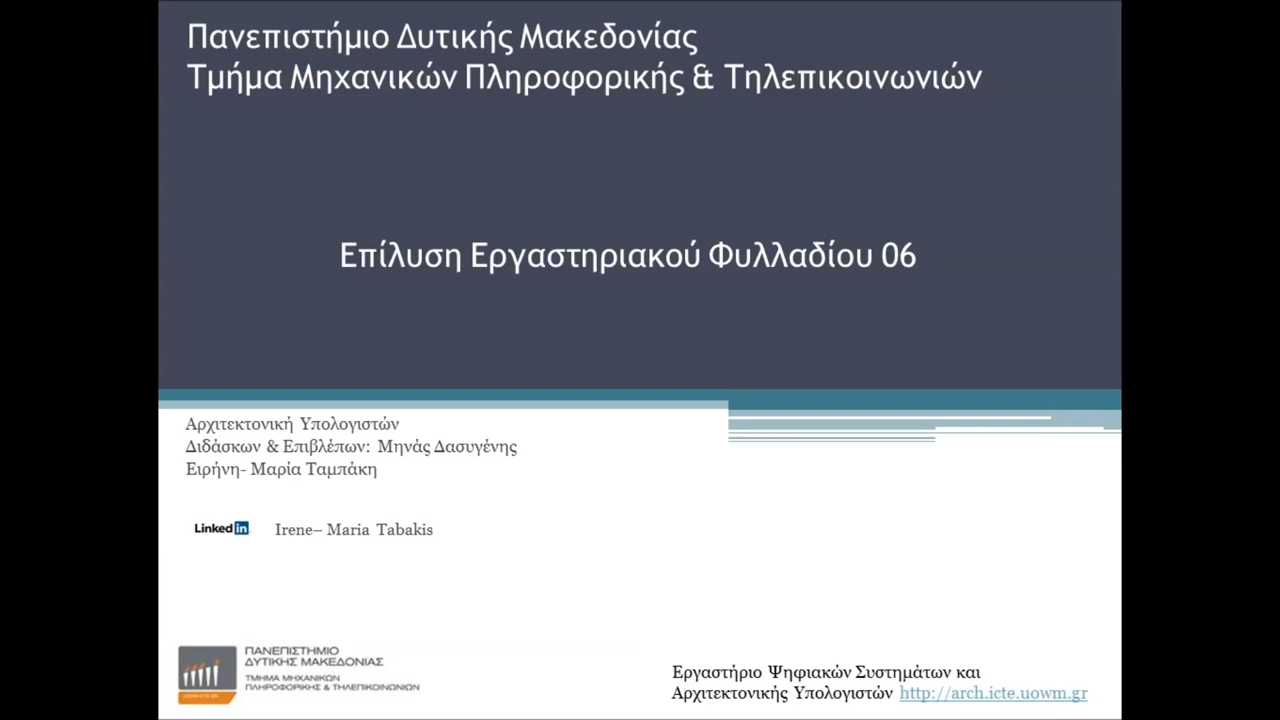 Πανεπιστήμιο Δυτικής Μακεδονίας
Τμήμα Μηχανικών Πληροφορικής & Τηλεπικοινωνιών
Επίλυση Εργαστηριακού Φυλλαδίου 06
Αρχιτεκτονική Υπολογιστών
Διδάσκων & Επιβλέπων: Μηνάς Δασυγένης
Ειρήνη- Μαρία Ταμπάκη
Linked in
Irene– Maria Tabakis
ΠΑΝΕΠΙΣΤΗΜΙΟ
ΔΥΤΙΚΗΣ ΜΑΚΕΔΟΝΙΑΣ
ΤΜΗΜΑ ΜΗΧΑΝΙΚΩΝ
ΠΛΗΡΟΦΟΡΙΚΗΣ & ΤΗΛΕΠΙΚΟΙΝΩΝΙΩΝ
Εργαστήριο Ψηφιακών Συστημάτων και
Αρχιτεκτονικής Υπολογιστών http://arch.icte.uowm.gr